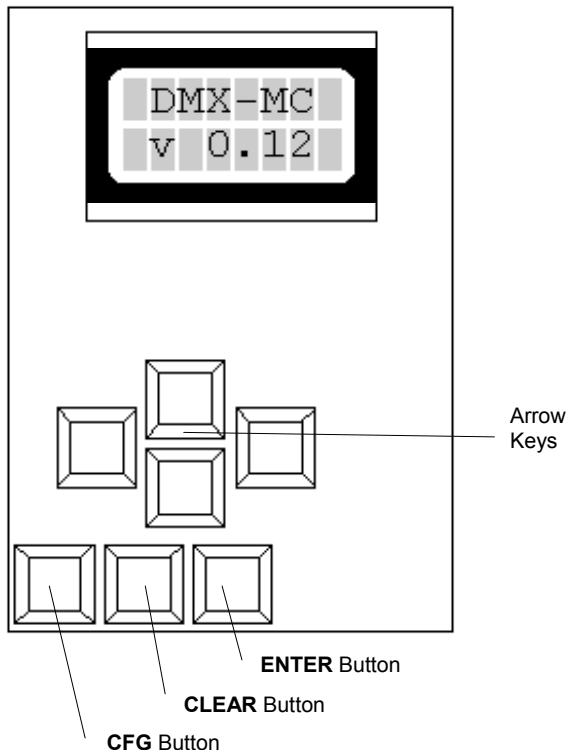 DMX-MC
v 0.12
Arrow
Keys
ENTER Button
CLEAR Button
CFG Button